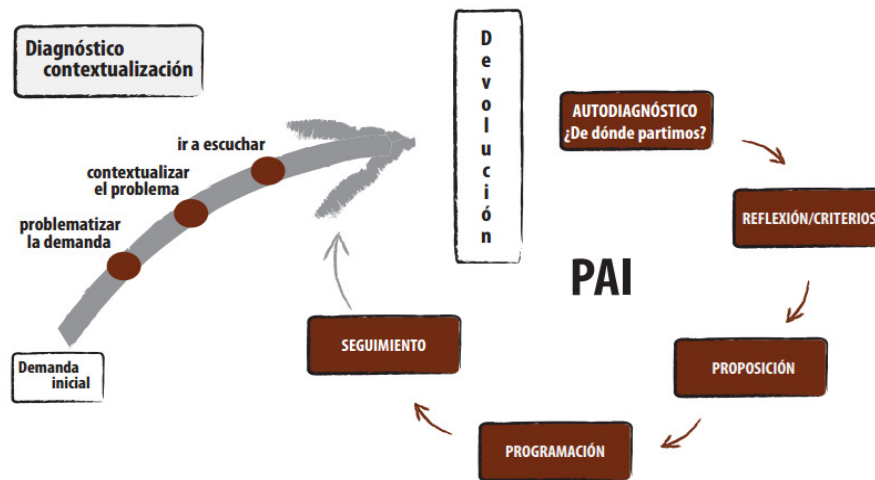 Diagnóstico
contextualización
Devolución
AUTODIAGNÓSTICO
¿De dónde partimos?
ir a escuchar
contextualizar
el problema
problematizar
la demanda
REFLEXIÓN/CRITERIOS
PAI
SEGUIMIENTO
PROPOSICIÓN
Demanda
inicial
PROGRAMACIÓN